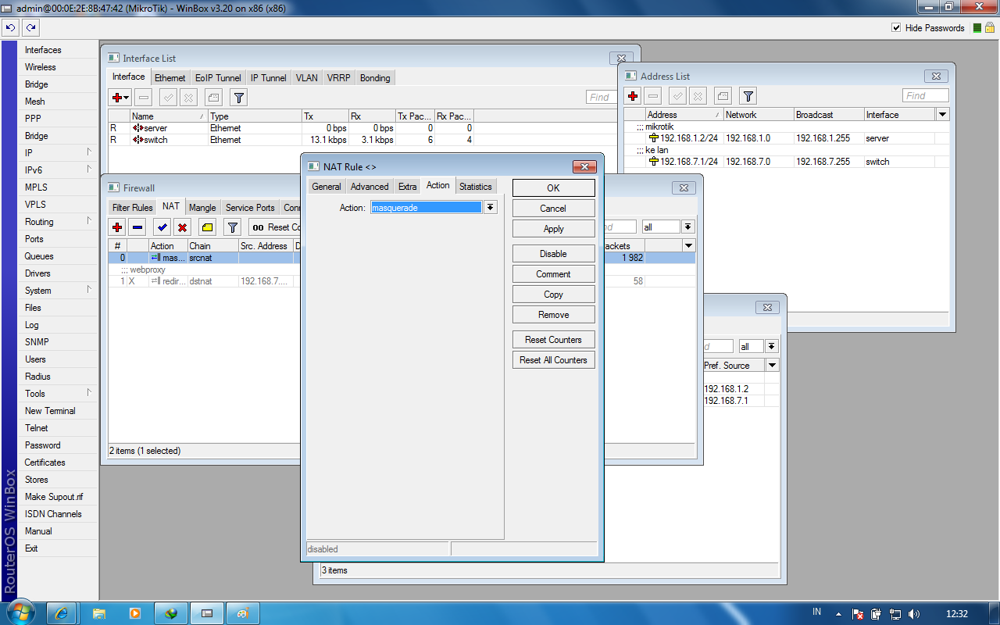 admin@00:0E:2E:8B:47:42 (MikroTik) - WinBox v3.20 on x86 (x86)
Hide Passwords
Interfaces
Wireless
Bridge
Mesh
PPP
Bridge
IP
IPv6
MPLS
VPLS
Routing
Ports
Queues
Drivers
System
Files
Log
SNMP
Users
Radius
Tools
New Terminal
Telnet
Password
Certificates
Stores
Make Supout.rif
ISDN Channels
Manual
Exit
RouterOS WinBox
Interface List
Interface Ethernet EoIP Tunnel IP Tunnel VLAN VRRP Bonding
Find
Name Type Tx Rx Tx Pac... Rx Pac...
R server Ethernet 0 bps 0 bps 0 0
R switch Ethernet 13.1 kbps 3.1 kbps 6 4
Address List
Find
Address Network Broadcast Interface
;;; mikrotik
192.168.1.2/24 192.168.1.0 192.168.1.255 server
;;; ke lan
192.168.7.1/24 192.168.7.0 192.168.7.255 switch
Firewall
Filter Rules NAT Mangle Service Ports Conn
00 Reset Co
nd all
# Action Chain Src. Address D
ackets
0 mas... srcnat 1 982
;;; webproxy
1 X redir... dstnat 192.168.7.... 58
2 items (1 selected)
NAT Rule <>
General Advanced Extra Action Statistics
Action: masquerade
OK
Cancel
Apply
Disable
Comment
Copy
Remove
Reset Counters
Reset All Counters
disabled
d all
Pref. Source
192.168.1.2
192.168.7.1
3 items
IN 12:32